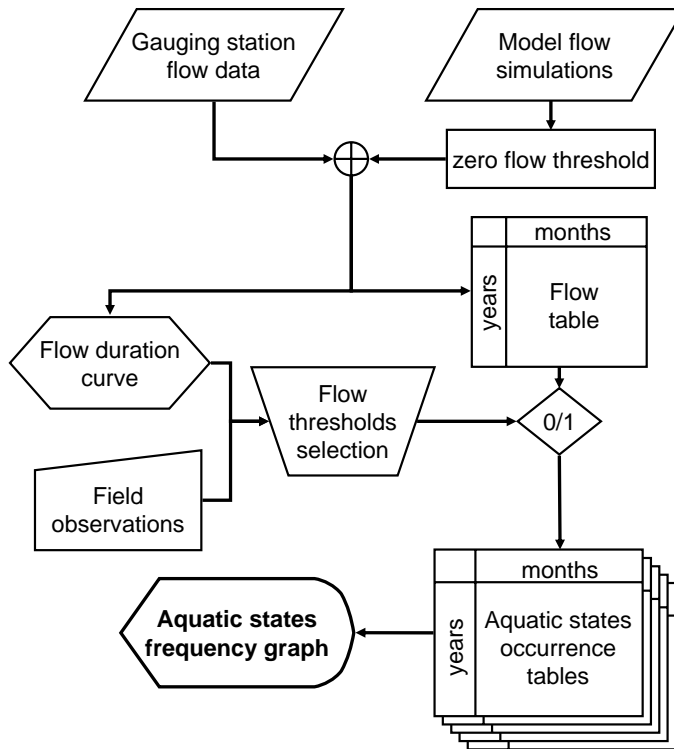 Gauging station
flow data
Model flow
simulations
zero flow threshold
months
years
Flow
table
Flow duration
curve
Flow
thresholds
selection
0/1
Field
observations
months
years
Aquatic states
occurrence
tables
Aquatic states
frequency graph